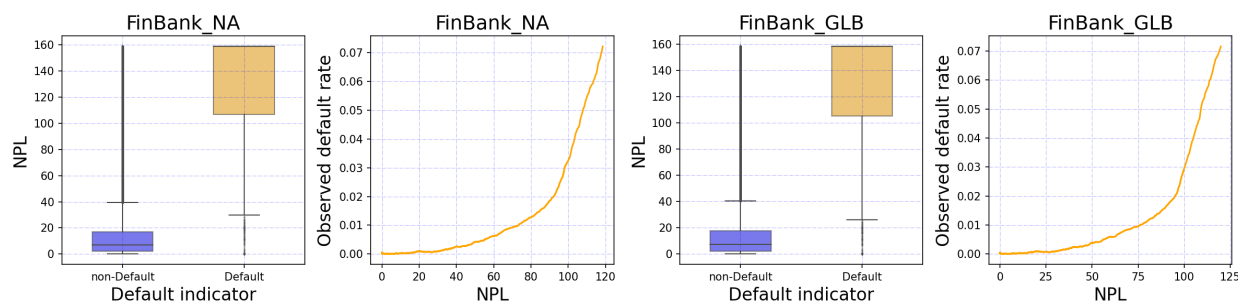 FinBank_NA
160
140
120
100
80
60
40
20
0
NPL
non-Default
Default
Default indicator
FinBank_NA
0.07
0.06
0.05
0.04
0.03
0.02
0.01
0.00
Observed default rate
0
20
40
60
80
100
120
NPL
FinBank_GLB
160
140
120
100
80
60
40
20
0
NPL
non-Default
Default
Default indicator
FinBank_GLB
0.07
0.06
0.05
0.04
0.03
0.02
0.01
0.00
Observed default rate
0
25
50
75
100
125
NPL